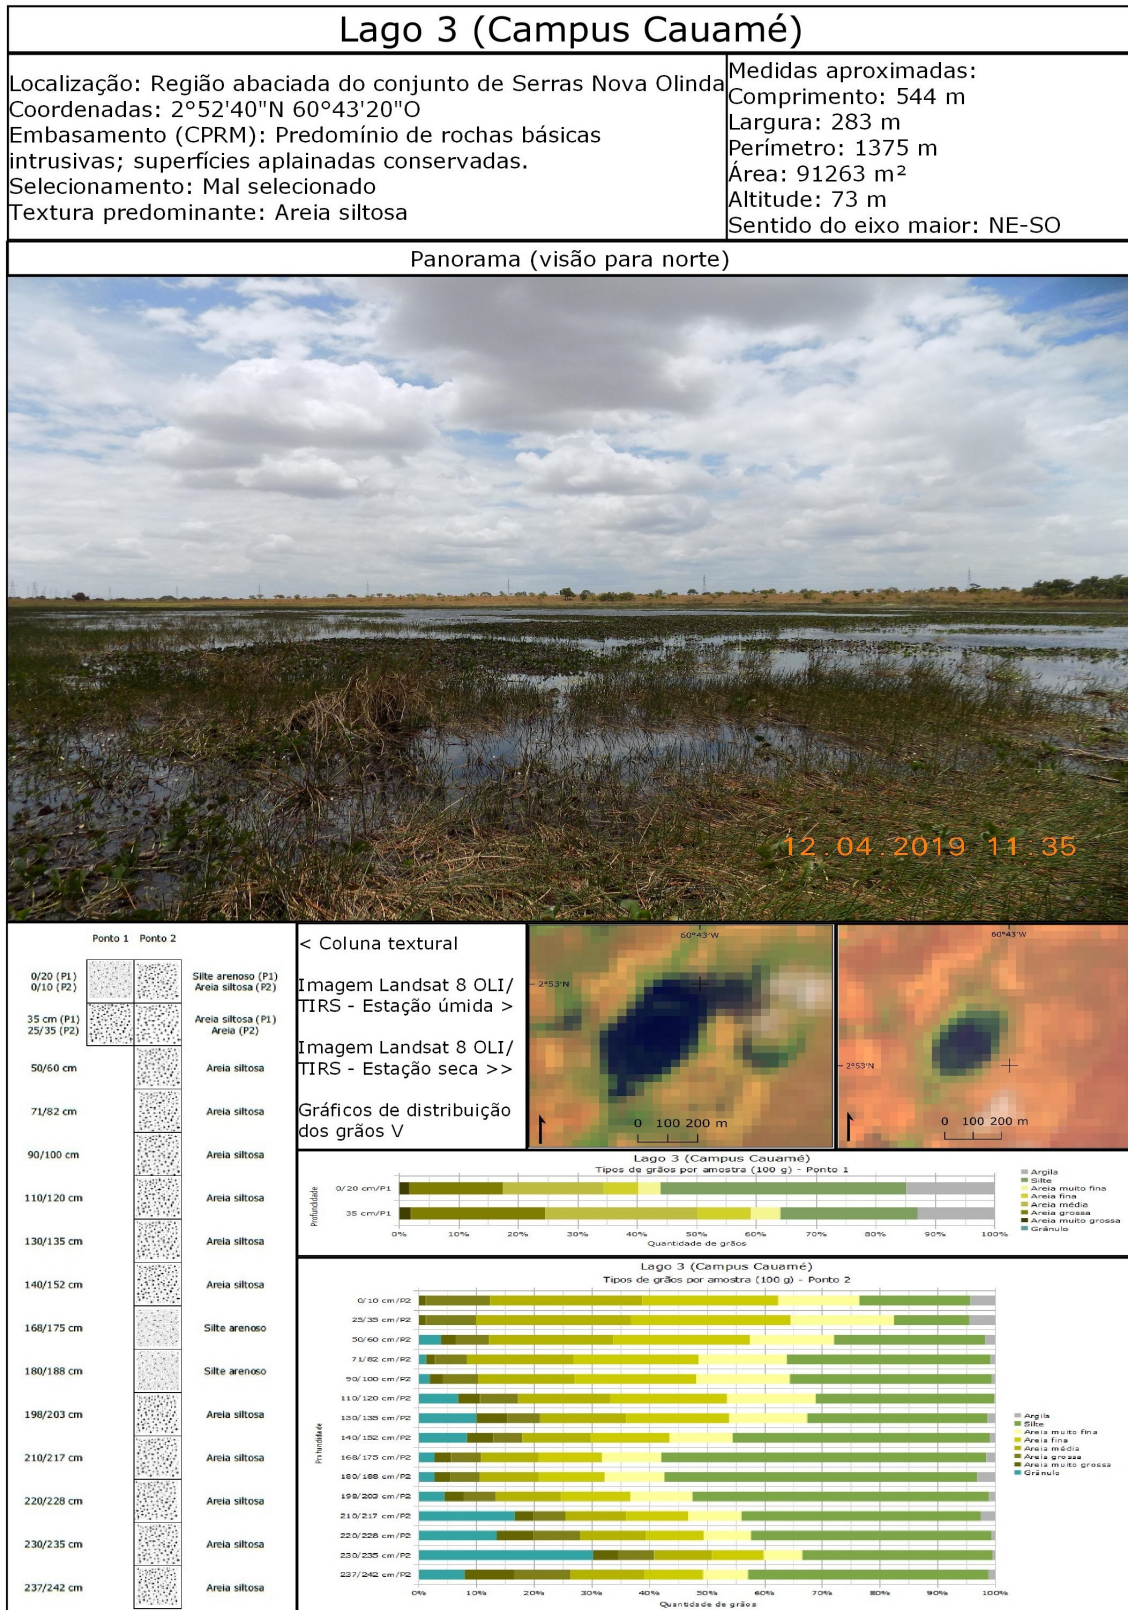 Lago 3 (Campus Cauamé)
Localização: Região abaciada do conjunto de Serras Nova Olinda
Coordenadas: 2°52'40"N 60°43'20"O
Embasamento (CPRM): Predomínio de rochas básicas
intrusivas; superfícies aplainadas conservadas.
Selecionamento: Mal selecionado
Textura predominante: Areia siltosa
Medidas aproximadas:
Comprimento: 544 m
Largura: 283 m
Perímetro: 1375 m
Área: 91263 m²
Altitude: 73 m
Sentido do eixo maior: NE-SO
Panorama (visão para norte)
12.04.2019 11.35
Ponto 1 Ponto 2
0/20 (P1) Silte arenoso (P1)
0/10 (P2) Areia siltosa (P2)
35 cm (P1) Areia siltosa (P1)
25/35 (P2) Areia (P2)
50/60 cm Areia siltosa
71/82 cm Areia siltosa
90/100 cm Areia siltosa
110/120 cm Areia siltosa
130/135 cm Areia siltosa
140/152 cm Areia siltosa
168/175 cm Silte arenoso
180/188 cm Silte arenoso
198/203 cm Areia siltosa
210/217 cm Areia siltosa
220/228 cm Areia siltosa
230/235 cm Areia siltosa
237/242 cm Areia siltosa
< Coluna textural
Imagem Landsat 8 OLI/
TIRS - Estação úmida >
Imagem Landsat 8 OLI/
TIRS - Estação seca >>
Gráficos de distribuição
dos grãos V
60°43'W
2°53'N
0 100 200 m
60°43'W
2°53'N
0 100 200 m
Lago 3 (Campus Cauamé)
Tipos de grãos por amostra (100 g) - Ponto 1
Profundidade
0/20 cm/P1
35 cm/P1
0% 10% 20% 30% 40% 50% 60% 70% 80% 90% 100%
Quantidade de grãos
Argila
Silte
Areia muito fina
Areia fina
Areia média
Areia grossa
Areia muito grossa
Grânulo
Lago 3 (Campus Cauamé)
Tipos de grãos por amostra (100 g) - Ponto 2
Profundidade
0/10 cm/P2
25/35 cm/P2
50/60 cm/P2
71/82 cm/P2
90/100 cm/P2
110/120 cm/P2
130/135 cm/P2
140/152 cm/P2
168/175 cm/P2
180/188 cm/P2
198/203 cm/P2
210/217 cm/P2
220/228 cm/P2
230/235 cm/P2
237/242 cm/P2
0% 10% 20% 30% 40% 50% 60% 70% 80% 90% 100%
Quantidade de grãos
Argila
Silte
Areia muito fina
Areia fina
Areia média
Areia grossa
Areia muito grossa
Grânulo